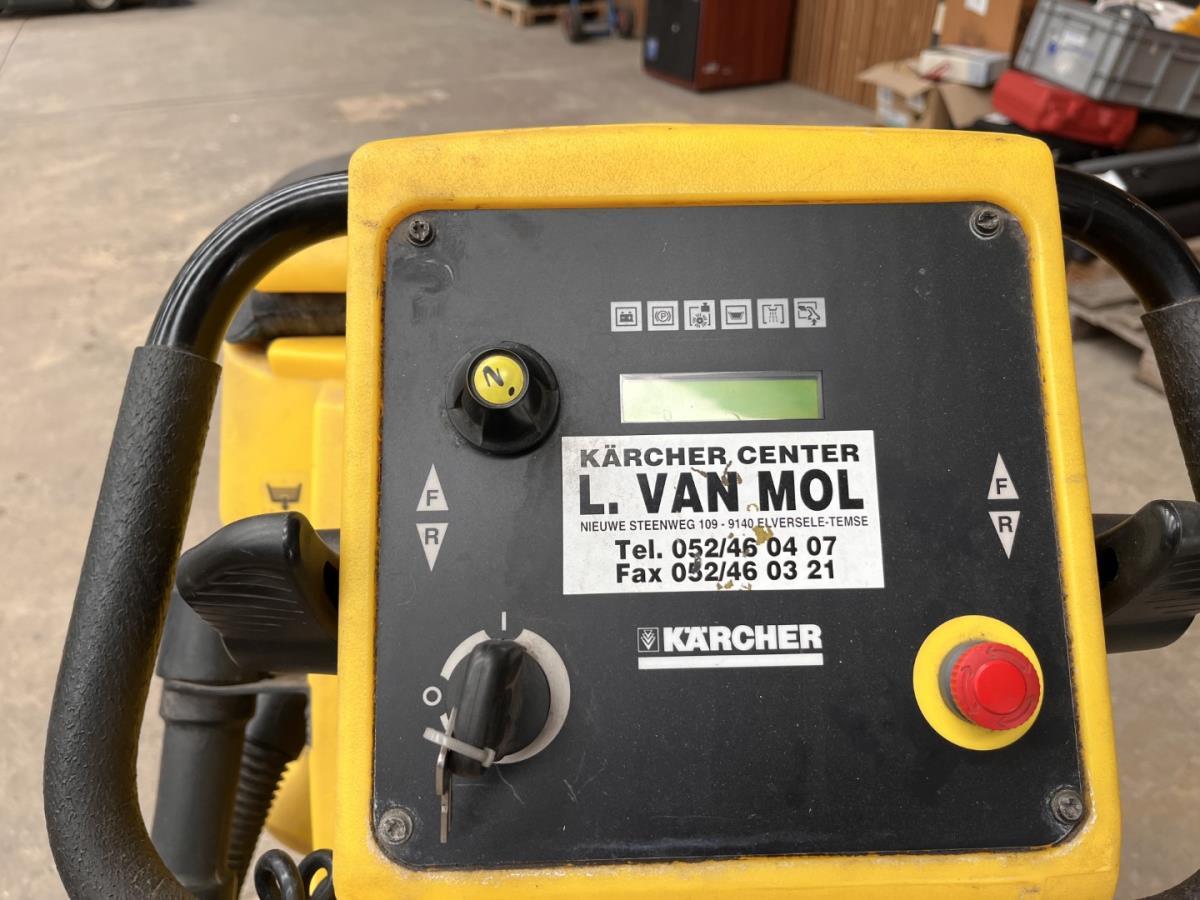 KÄRCHER CENTER
L. VAN MOL
NIEUWE STEENWEG 109 - 9140 ELVERSELE-TEMSE
Tel. 052/46 04 07
Fax 052/46 03 21
F
R
F
R
KÄRCHER
I
O